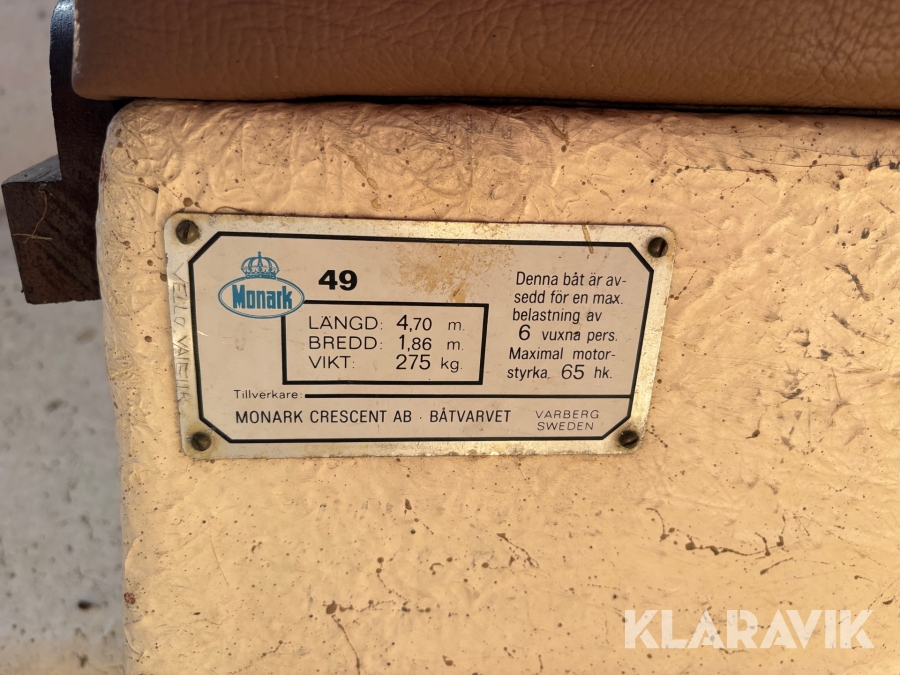 Monark
49
LÄNGD: 4,70 m.
BREDD: 1,86 m.
VIKT: 275 kg.
Denna båt är av-
sedd för en max.
belastning av
6 vuxna pers.
Maximal motor-
styrka 65 hk.
Tillverkare:
MONARK CRESCENT AB · BÅTVARVET
VARBERG
SWEDEN
KLARAVIK